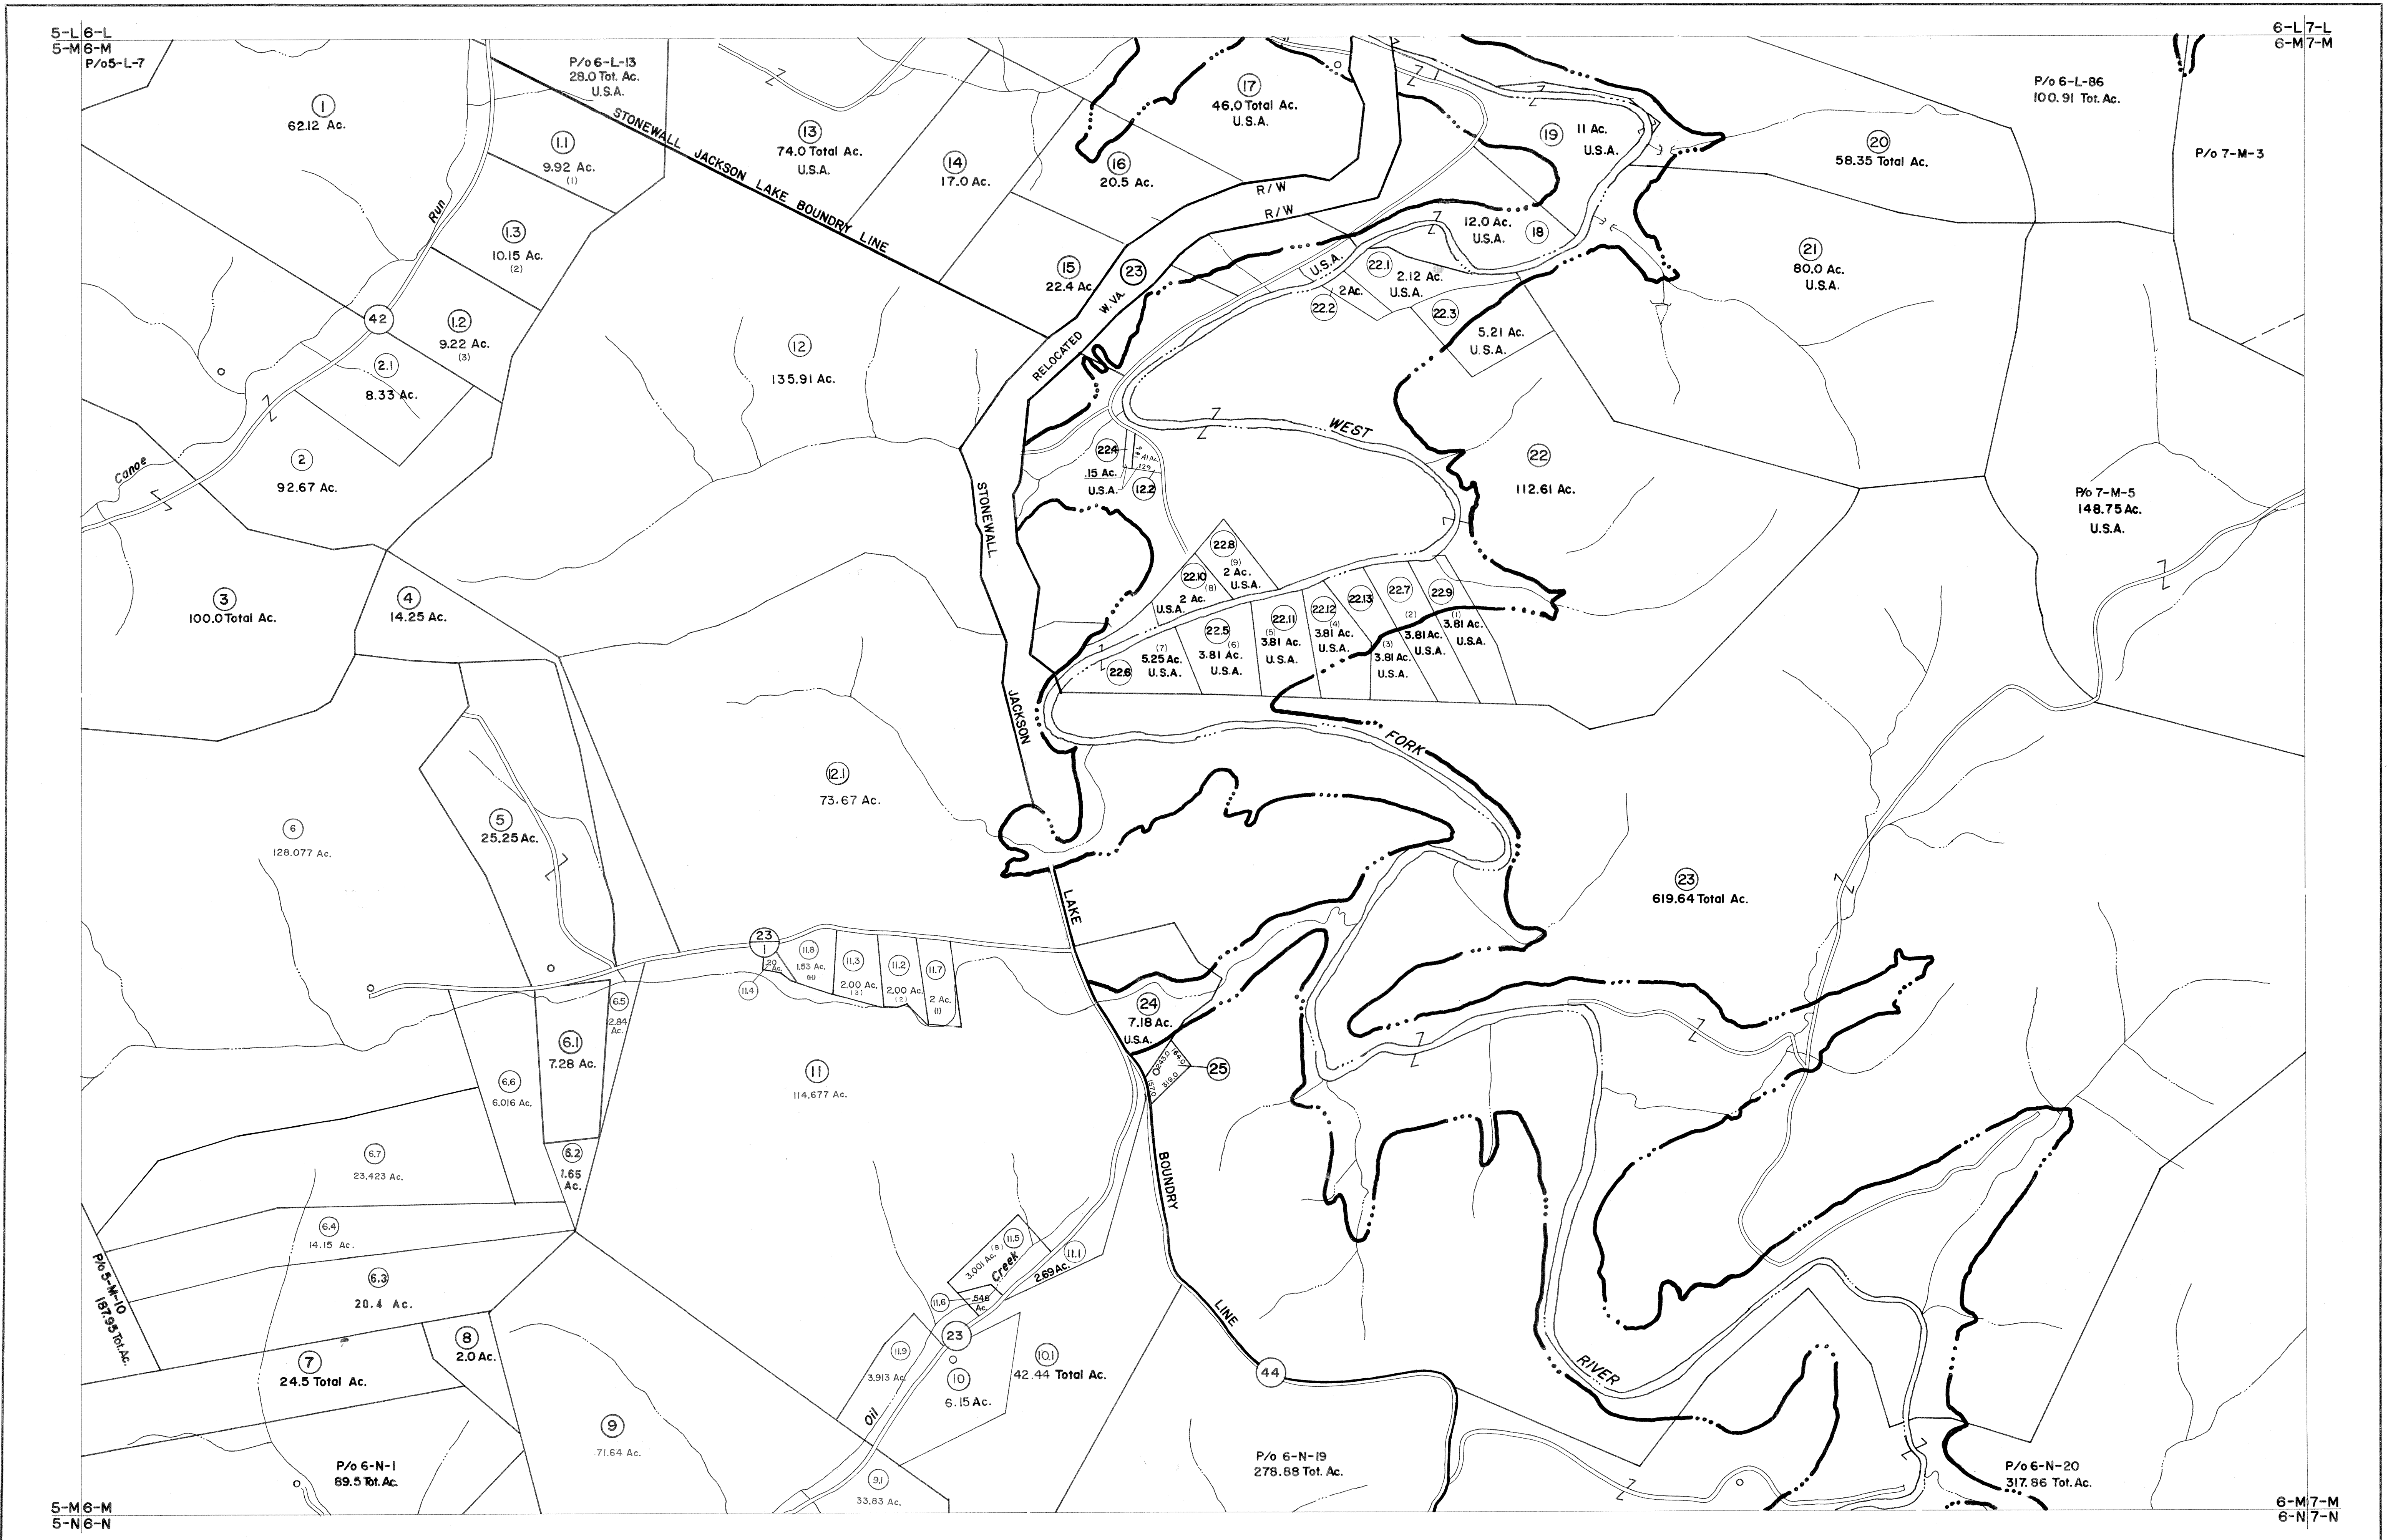 5-L 6-L
5-M 6-M
6-L 7-L
6-M 7-M
P/o 5-L-7
P/o 6-L-13
28.0 Tot. Ac.
U.S.A.
1
62.12 Ac.
1.1
9.92 Ac.
(1)
STONEWALL JACKSON LAKE BOUNDRY LINE
13
74.0 Total Ac.
U.S.A.
14
17.0 Ac.
16
20.5 Ac.
17
46.0 Total Ac.
U.S.A.
R/W
R/W
19
11 Ac.
U.S.A.
20
58.35 Total Ac.
P/o 6-L-86
100.91 Tot. Ac.
P/o 7-M-3
Run
1.3
10.15 Ac.
(2)
12.0 Ac.
U.S.A.
18
21
80.0 Ac.
U.S.A.
15
22.4 Ac.
RELOCATED W. VA. 23
U.S.A.
22.1
2.12 Ac.
U.S.A.
2 Ac.
22.2
22.3
5.21 Ac.
U.S.A.
42
1.2
9.22 Ac.
(3)
2.1
8.33 Ac.
12
135.91 Ac.
Canoe
2
92.67 Ac.
WEST
22.4
.15 Ac.
U.S.A.
.41 Ac.
129
12.2
22
112.61 Ac.
P/o 7-M-5
148.75 Ac.
U.S.A.
STONEWALL
3
100.0 Total Ac.
4
14.25 Ac.
22.8
(9)
2 Ac.
U.S.A.
22.10
(8)
2 Ac.
U.S.A.
22.6
(7)
5.25 Ac.
U.S.A.
22.5
(6)
3.81 Ac.
U.S.A.
22.11
(5)
3.81 Ac.
U.S.A.
22.12
(4)
3.81 Ac.
U.S.A.
22.13
(3)
3.81 Ac.
U.S.A.
22.7
(2)
3.81 Ac.
U.S.A.
22.9
(1)
3.81 Ac.
U.S.A.
JACKSON
FORK
12.1
73.67 Ac.
5
25.25 Ac.
6
128.077 Ac.
LAKE
23
619.64 Total Ac.
23
1
.20
Ac.
11.4
11.8
1.53 Ac.
11.3
2.00 Ac.
(3)
11.2
2.00 Ac.
(2)
11.7
2 Ac.
(1)
24
7.18 Ac.
U.S.A.
243.0
164.0
319.0
157.0
25
6.5
2.84
Ac.
6.1
7.28 Ac.
6.6
6.016 Ac.
11
114.677 Ac.
6.7
23.423 Ac.
6.2
1.65
Ac.
BOUNDRY
6.4
14.15 Ac.
P/o 5-M-10
187.95 Tot. Ac.
6.3
20.4 Ac.
11.5
(B)
3.001 Ac.
Creek
11.1
2.69 Ac.
11.6
.546
Ac.
LINE
7
24.5 Total Ac.
8
2.0 Ac.
23
11.9
3.913 Ac.
10
6.15 Ac.
10.1
42.44 Total Ac.
44
RIVER
Oil
9
71.64 Ac.
9.1
33.83 Ac.
P/o 6-N-1
89.5 Tot. Ac.
P/o 6-N-19
278.88 Tot. Ac.
P/o 6-N-20
317.86 Tot. Ac.
5-M 6-M
5-N 6-N
6-M 7-M
6-N 7-N